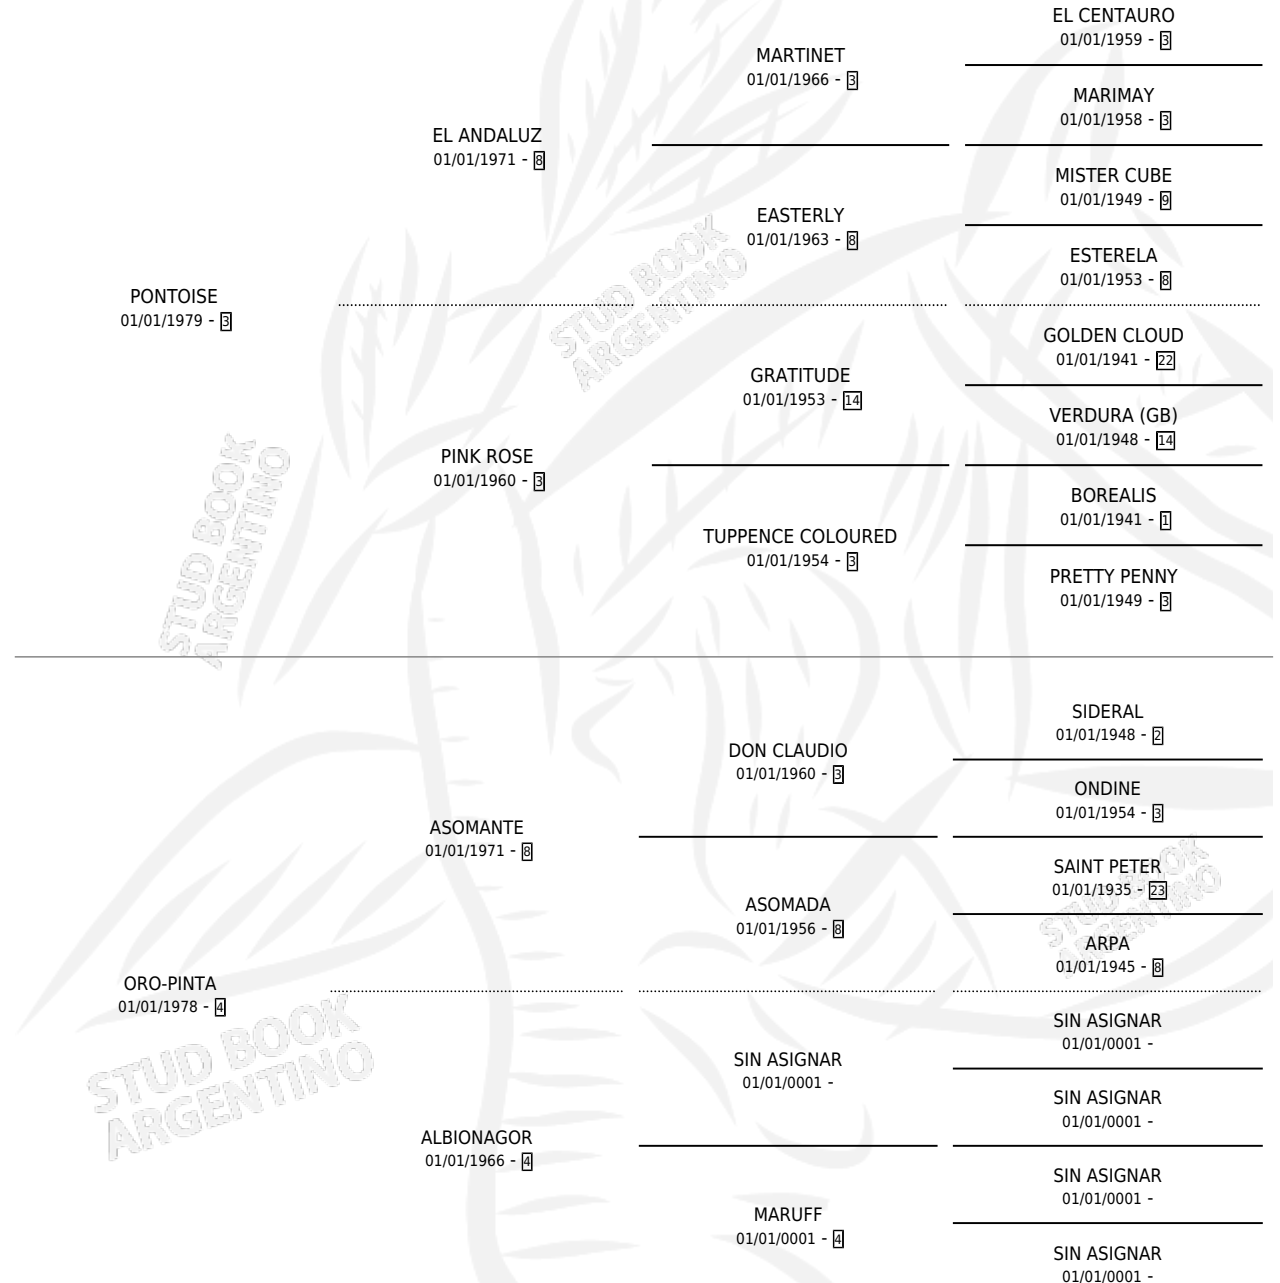 EL CENTAURO
01/01/1959 - 3
MARTINET
01/01/1966 - 3
MARIMAY
01/01/1958 - 3
EL ANDALUZ
01/01/1971 - 8
MISTER CUBE
01/01/1949 - 9
EASTERLY
01/01/1963 - 8
ESTERELA
01/01/1953 - 8
PONTOISE
01/01/1979 - 3
GOLDEN CLOUD
01/01/1941 - 22
GRATITUDE
01/01/1953 - 14
VERDURA (GB)
01/01/1948 - 14
PINK ROSE
01/01/1960 - 3
BOREALIS
01/01/1941 - 1
TUPPENCE COLOURED
01/01/1954 - 3
PRETTY PENNY
01/01/1949 - 3
STUD BOOK
ARGENTINO
STUD BOOK
ARGENTINO
SIDERAL
01/01/1948 - 2
DON CLAUDIO
01/01/1960 - 3
ONDINE
01/01/1954 - 3
ASOMANTE
01/01/1971 - 8
SAINT PETER
01/01/1935 - 23
ASOMADA
01/01/1956 - 8
ARPA
01/01/1945 - 8
STUD BOOK
ARGENTINO
ORO-PINTA
01/01/1978 - 4
SIN ASIGNAR
01/01/0001 -
SIN ASIGNAR
01/01/0001 -
SIN ASIGNAR
01/01/0001 -
ALBIONAGOR
01/01/1966 - 4
SIN ASIGNAR
01/01/0001 -
MARUFF
01/01/0001 - 4
SIN ASIGNAR
01/01/0001 -
STUD BOOK
ARGENTINO